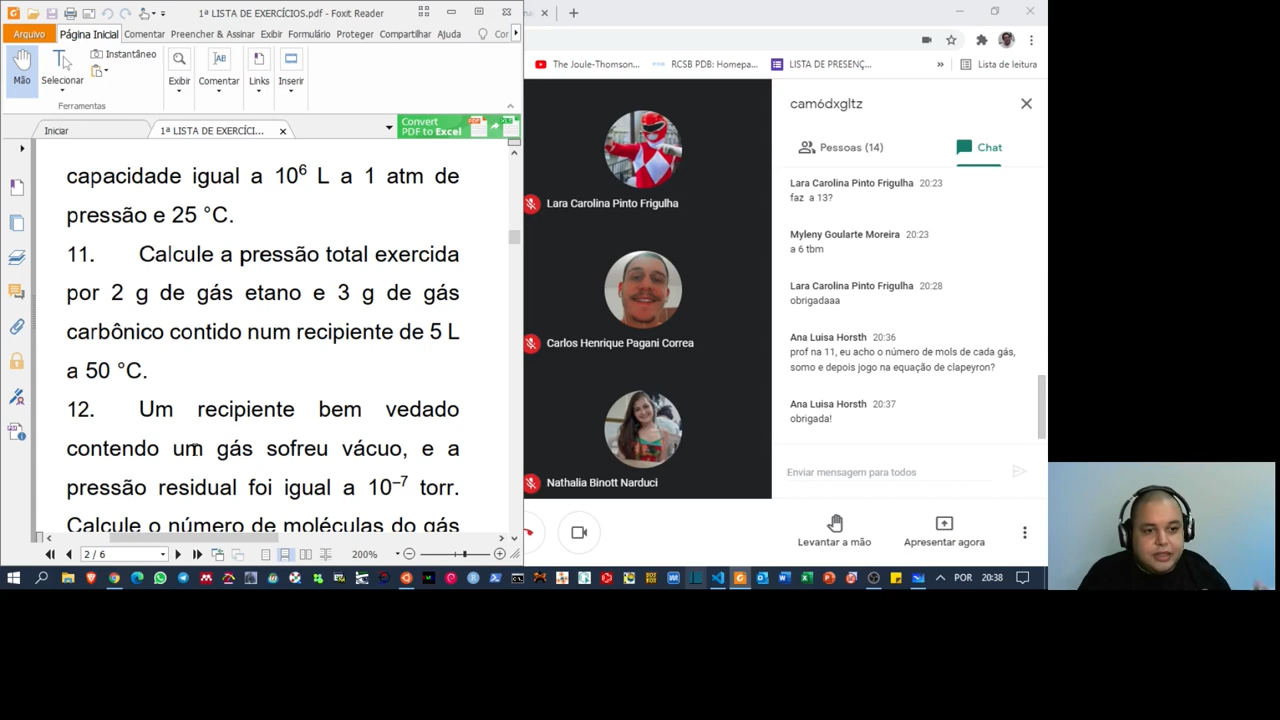 1ª LISTA DE EXERCÍCIOS.pdf - Foxit Reader
Arquivo Página Inicial Comentar Preencher & Assinar Exibir Formulário Proteger Compartilhar Ajuda Co
Mão
Selecionar
Instantâneo
Exibir
Comentar
Links
Inserir
Ferramentas
Iniciar
1ª LISTA DE EXERCÍCI...
Convert
PDF to Excel
capacidade igual a 10⁶ L a 1 atm de
pressão e 25 °C.
11. Calcule a pressão total exercida
por 2 g de gás etano e 3 g de gás
carbônico contido num recipiente de 5 L
a 50 °C.
12. Um recipiente bem vedado
contendo um gás sofreu vácuo, e a
pressão residual foi igual a 10⁻⁷ torr.
Calcule o número de moléculas do gás
2 / 6
200%
The Joule-Thomson...
RCSB PDB: Homepa...
LISTA DE PRESENÇ...
»
Lista de leitura
Lara Carolina Pinto Frigulha
Carlos Henrique Pagani Correa
Nathalia Binott Narduci
camódxgltz
Pessoas (14)
Chat
Lara Carolina Pinto Frigulha 20:23
faz a 13?
Myleny Goularte Moreira 20:23
a 6 tbm
Lara Carolina Pinto Frigulha 20:28
obrigadaaa
Ana Luisa Horsth 20:36
prof na 11, eu acho o número de mols de cada gás,
somo e depois jogo na equação de clapeyron?
Ana Luisa Horsth 20:37
obrigada!
Enviar mensagem para todos
Levantar a mão
Apresentar agora
POR 20:38